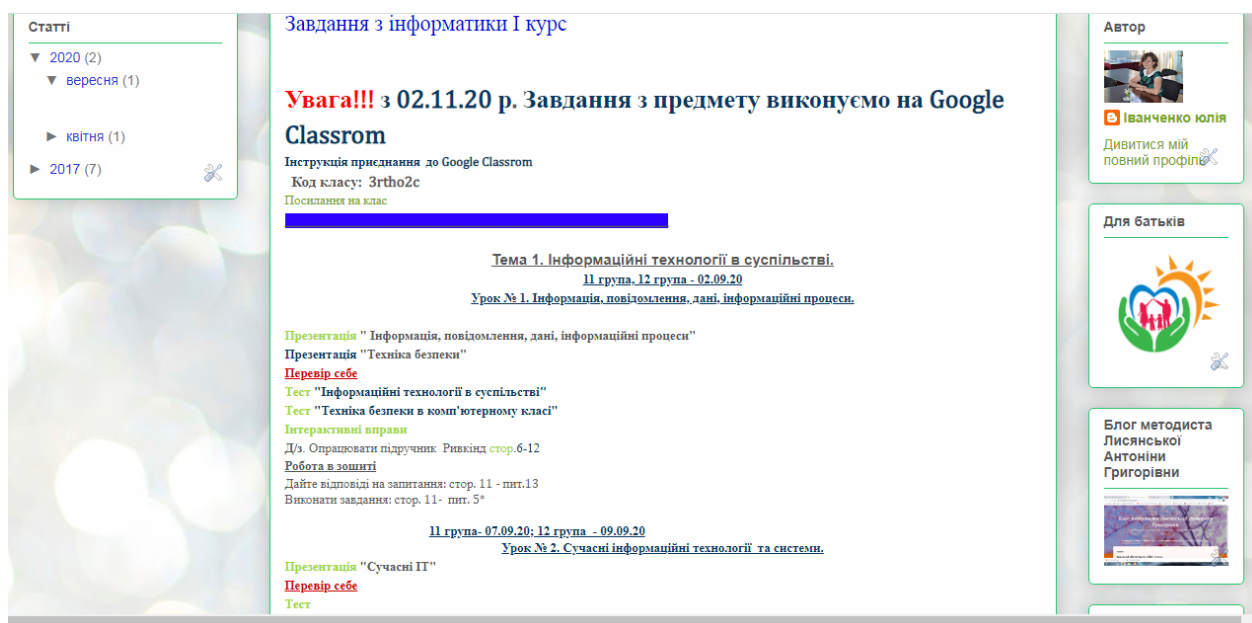 Статті
▼ 2020 (2)
▼ вересня (1)
► квітня (1)
► 2017 (7)
Завдання з інформатики І курс
Увага!!! з 02.11.20 р. Завдання з предмету виконуємо на Google
Classrom
Інструкція приєднання до Google Classrom
Код класу: 3rtho2c
Посилання на клас
Тема 1. Інформаційні технології в суспільстві.
11 група, 12 група - 02.09.20
Урок № 1. Інформація, повідомлення, дані, інформаційні процеси.
Презентація " Інформація, повідомлення, дані, інформаційні процеси"
Презентація "Техніка безпеки"
Перевір себе
Тест "Інформаційні технології в суспільстві"
Тест "Техніка безпеки в комп'ютерному класі"
Інтерактивні вправи
Д/з. Опрацювати підручник Ривкінд стор.6-12
Робота в зошиті
Дайте відповіді на запитання: стор. 11 - пит.13
Виконати завдання: стор. 11- пит. 5*
11 група- 07.09.20; 12 група - 09.09.20
Урок № 2. Сучасні інформаційні технології та системи.
Презентація "Сучасні ІТ"
Перевір себе
Тест
Автор
Іванченко юлія
Дивитися мій
повний профіль
Для батьків
Блог методиста
Лисянської
Антоніни
Григорівни